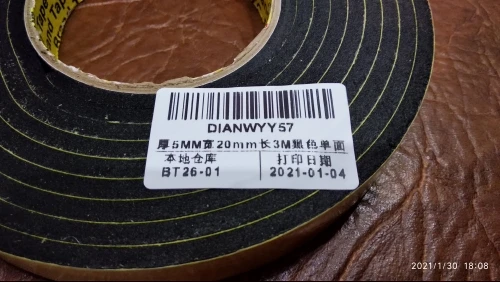 DIANWYY57
厚5MM宽20mm长3M黑色单面
本地仓库
打印日期
BT26-01
2021-01-04
2021/1/30 18:08